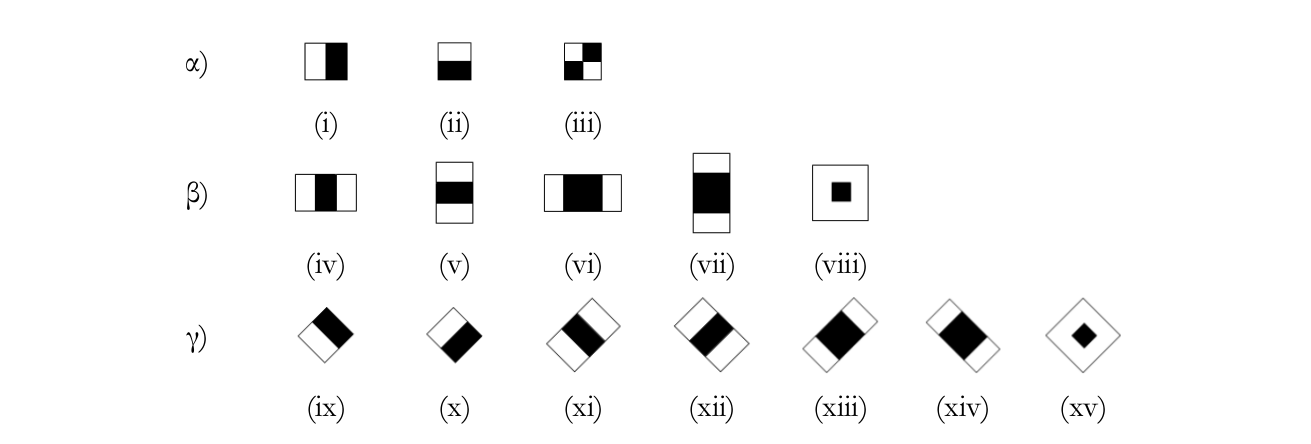 α)
(i) (ii) (iii)
β)
(iv) (v) (vi) (vii) (viii)
γ)
(ix) (x) (xi) (xii) (xiii) (xiv) (xv)